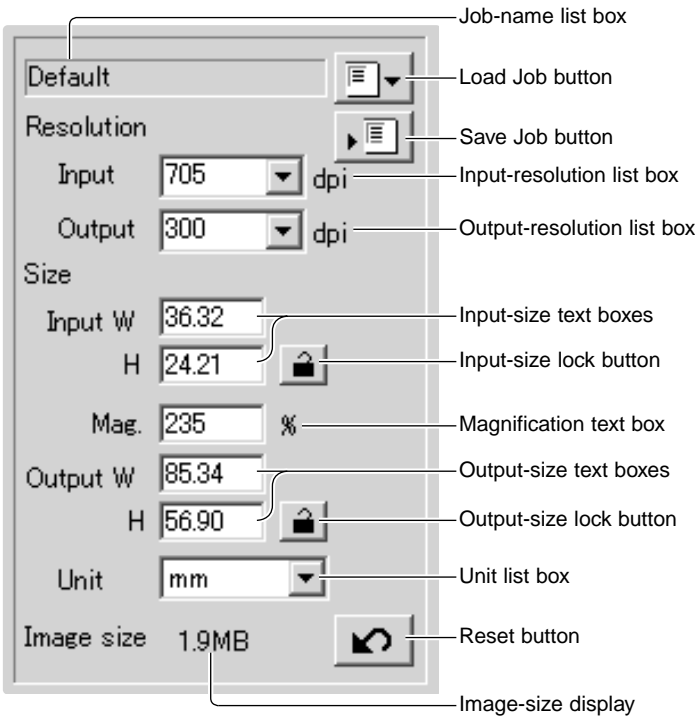 Job-name list box
Default
Load Job button
Resolution
Save Job button
Input 705 dpi
Input-resolution list box
Output 300 dpi
Output-resolution list box
Size
Input W 36.32
Input-size text boxes
H 24.21
Input-size lock button
Mag. 235 %
Magnification text box
Output W 85.34
Output-size text boxes
H 56.90
Output-size lock button
Unit mm
Unit list box
Image size 1.9MB
Reset button
Image-size display